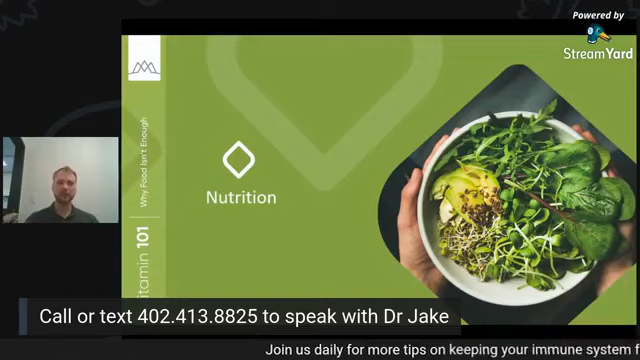 Powered by
StreamYard
Why Food Isn't Enough
itamin 101
Nutrition
Call or text 402.413.8825 to speak with Dr Jake
Join us daily for more tips on keeping your immune system f